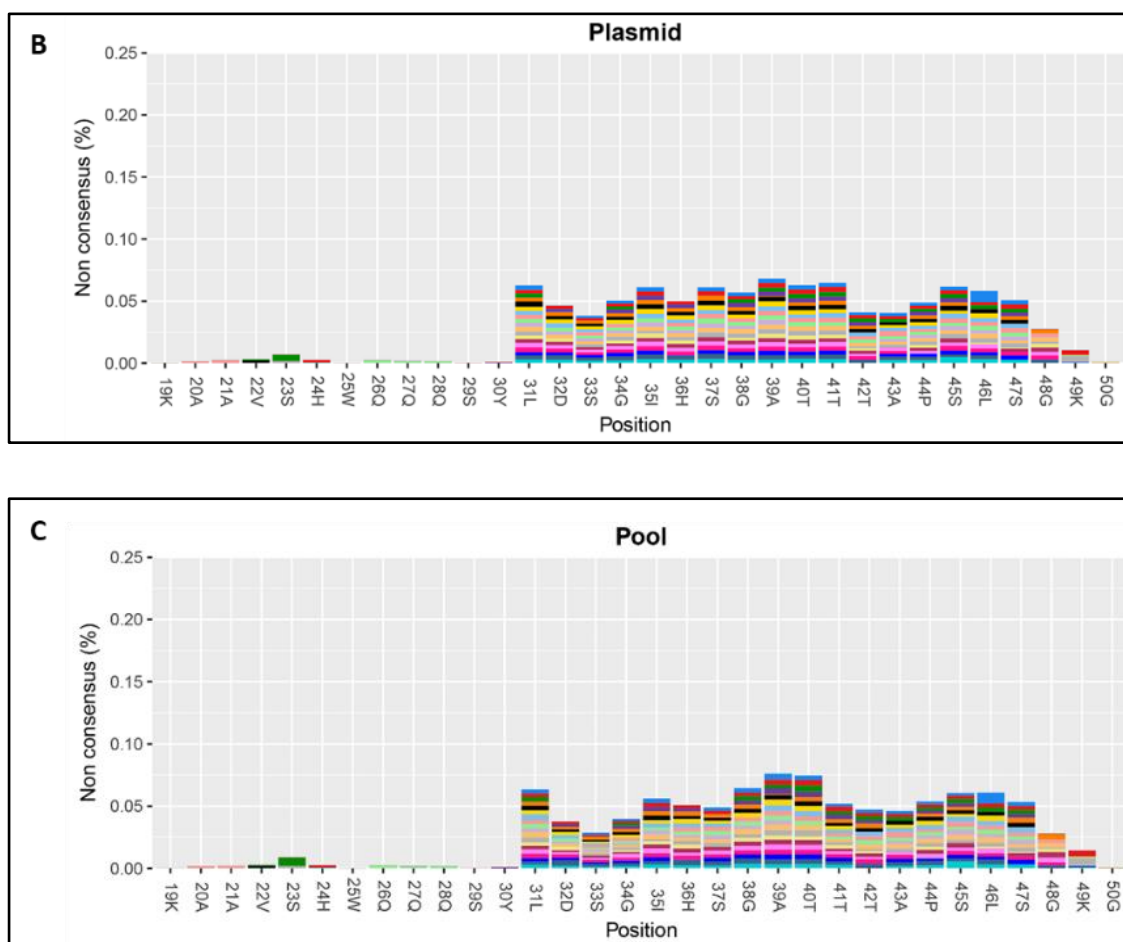 B
Plasmid
0.25
0.20
0.15
0.10
0.05
0.00
Non consensus (%)
19K 20A 21A 22V 23S 24H 25W 26Q 27Q 28Q 29S 30Y 31L 32D 33S 34G 35I 36H 37S 38G 39A 40T 41T 42T 43A 44P 45S 46L 47S 48G 49K 50G
Position
C
Pool
0.25
0.20
0.15
0.10
0.05
0.00
Non consensus (%)
19K 20A 21A 22V 23S 24H 25W 26Q 27Q 28Q 29S 30Y 31L 32D 33S 34G 35I 36H 37S 38G 39A 40T 41T 42T 43A 44P 45S 46L 47S 48G 49K 50G
Position